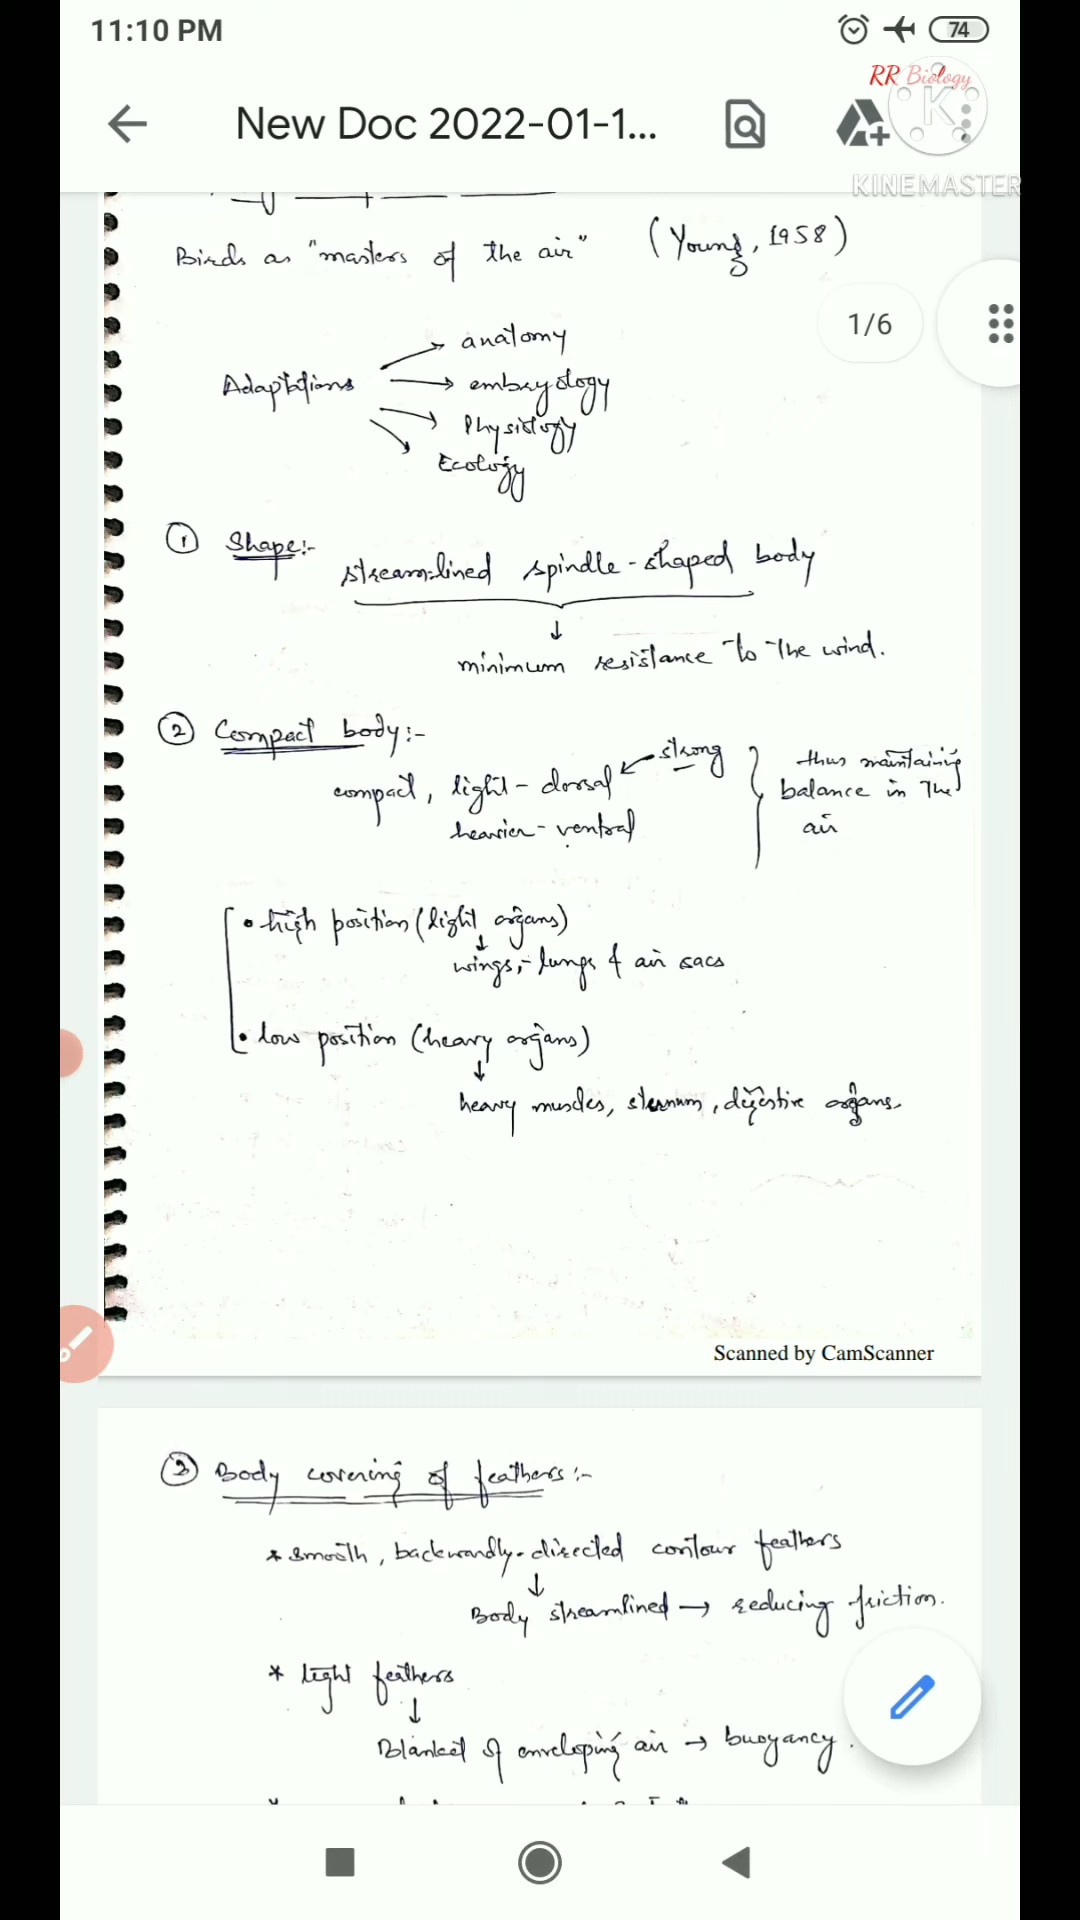 11:10 PM
74
RR Biology
New Doc 2022-01-1...
K
KINEMASTER
Birds as "masters of the air" (Young, 1958)
1/6
Adaptations
anatomy
embryology
Physiology
Ecology
① Shape:-
streamlined spindle-shaped body
↓
minimum resistance to the wind.
② Compact body:-
compact, light - dorsal ← strong
heavier - ventral
thus maintaining
balance in the
air
• high position (light organs)
↓
wings, lungs & air sacs
• low position (heavy organs)
↓
heavy muscles, sternum, digestive organs.
Scanned by CamScanner
③ Body covering of feathers:-
* smooth, backwardly-directed contour feathers
↓
Body streamlined → reducing friction.
* light feathers
↓
Blanket of enveloping air → buoyancy.